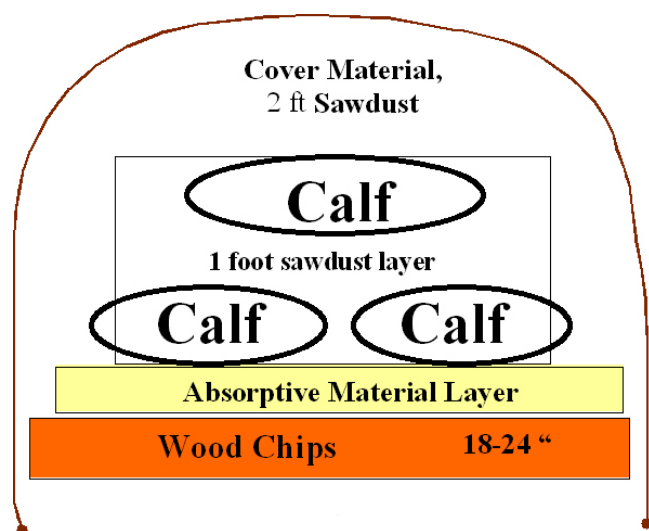 Cover Material,
2 ft Sawdust
Calf
1 foot sawdust layer
Calf Calf
Absorptive Material Layer
Wood Chips 18-24 “